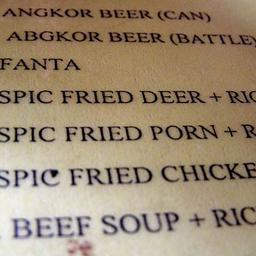 ANGKOR BEER (CAN)
ABGKOR BEER (BATTLE)
FANTA
SPIC FRIED DEER + RIC
SPIC FRIED PORN + R
SPIC FRIED CHICKE
BEEF SOUP + RIC